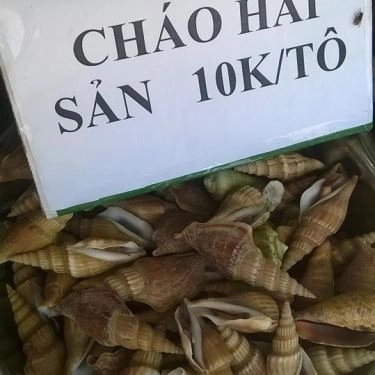 CHÁO HẢI
SẢN 10K/TÔ